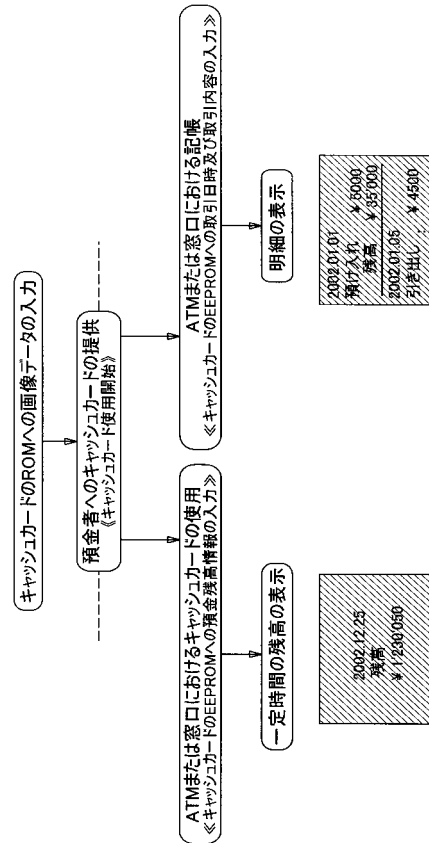 キャッシュカードのROMへの画像データの入力
預金者へのキャッシュカードの提供
《キャッシュカード使用開始》
ATMまたは窓口におけるキャッシュカードの使用
≪キャッシュカードのEEPROMへの預金残高情報の入力≫
一定時間の残高の表示
2002.12.25
残高
¥1'230'050
ATMまたは窓口における記帳
≪キャッシュカードのEEPROMへの取引日時及び取引内容の入力≫
明細の表示
2002.01.01
預け入れ ¥5000
残高 ¥35'000
2002.01.05
引き出し : ¥4500